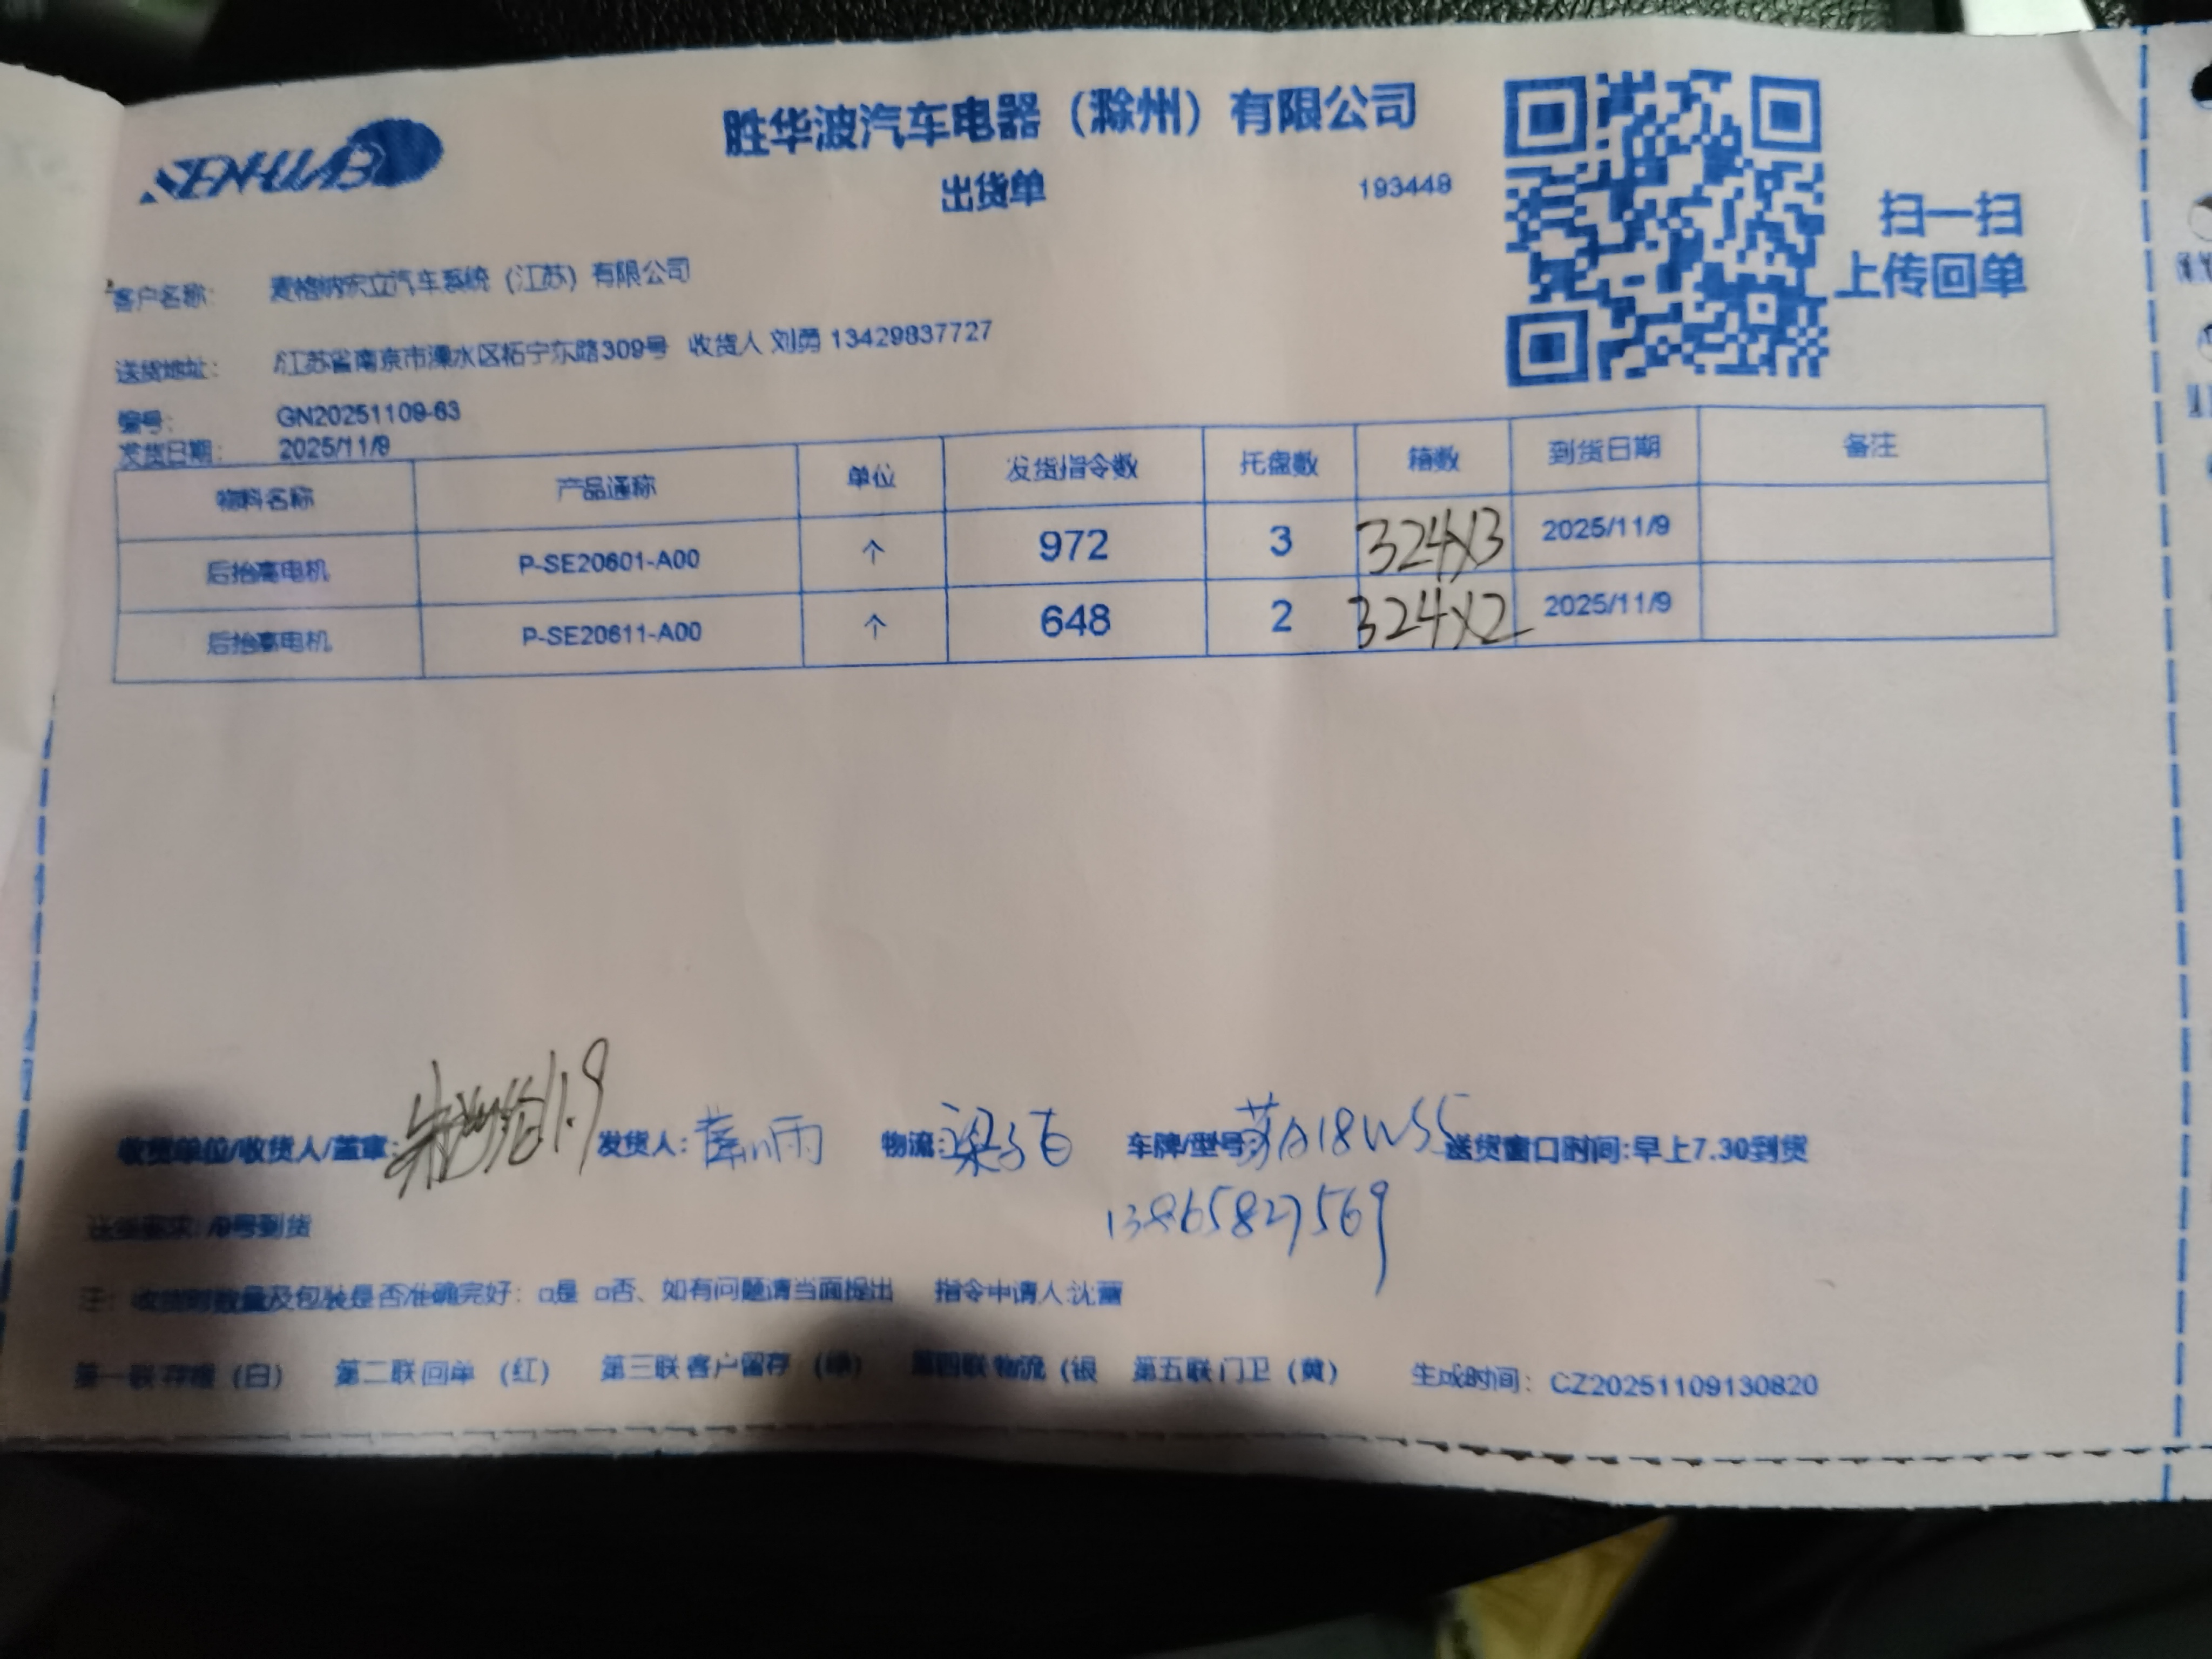 SENHUAB
胜华波汽车电器（滁州）有限公司
出货单
193448
扫一扫
上传回单
客户名称： 麦格纳宏立汽车系统（江苏）有限公司
送货地址： 江苏省南京市溧水区柘宁东路309号 收货人 刘勇 13429837727
编号： GN20251109-63
发货日期： 2025/11/9
物料名称 产品通称 单位 发货指令数 托盘数 箱数 到货日期 备注
后抬高电机 P-SE20601-A00 个 972 3 324X3 2025/11/9
后抬高电机 P-SE20611-A00 个 648 2 324X2 2025/11/9
收货单位/收货人/盖章: 11.9 发货人: 物流: 梁 车牌/型号 送货窗口时间:早上7.30到货
13865827569
送货要求: /9号到货
注：收货时数量及包装是否准确完好：□是 □否、如有问题请当面提出 指令申请人:沈蕾
第一联存根（白） 第二联回单（红） 第三联客户留存（绿） 第四联物流（银 第五联门卫（黄） 生成时间：CZ20251109130820